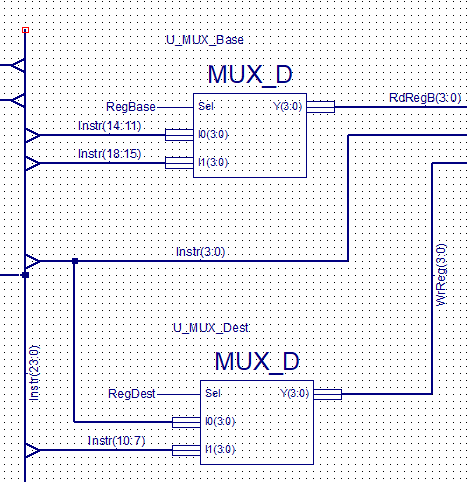 U_MUX_Base
MUX_D
RdRegB(3:0)
RegBase
Sel
Y(3:0)
Instr(14:11)
I0(3:0)
Instr(18:15)
I1(3:0)
Instr(3:0)
WrReg(3:0)
U_MUX_Dest
Instr(23:0)
MUX_D
RegDest
Sel
Y(3:0)
I0(3:0)
Instr(10:7)
I1(3:0)